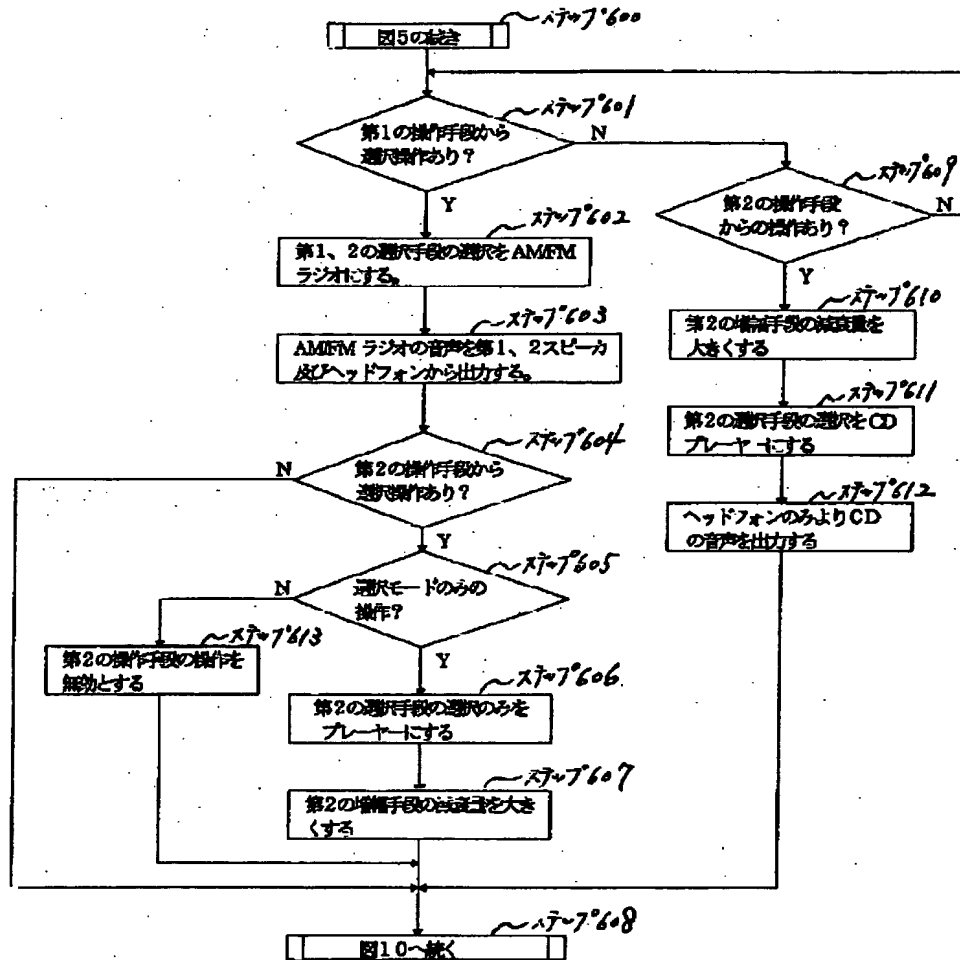 ステップ600
図5の続き
ステップ601
第1の操作手段から
選択操作あり?
N
Y
ステップ609
第2の操作手段
からの操作あり?
N
Y
ステップ602
第1、2の選択手段の選択をAM/FM
ラジオにする。
ステップ610
第2の増幅手段の減衰量を
大きくする
ステップ603
AM/FM ラジオの音声を第1、2スピーカ
及びヘッドフォンから出力する。
ステップ611
第2の選択手段の選択をCD
プレーヤーにする
ステップ604
第2の操作手段から
選択操作あり?
N
Y
ステップ612
ヘッドフォンのみよりCD
の音声を出力する
ステップ605
選択モードのみの
操作?
N
Y
ステップ613
第2の操作手段の操作を
無効とする
ステップ606
第2の選択手段の選択のみを
プレーヤーにする
ステップ607
第2の増幅手段の減衰量を大き
くする
ステップ608
図10へ続く